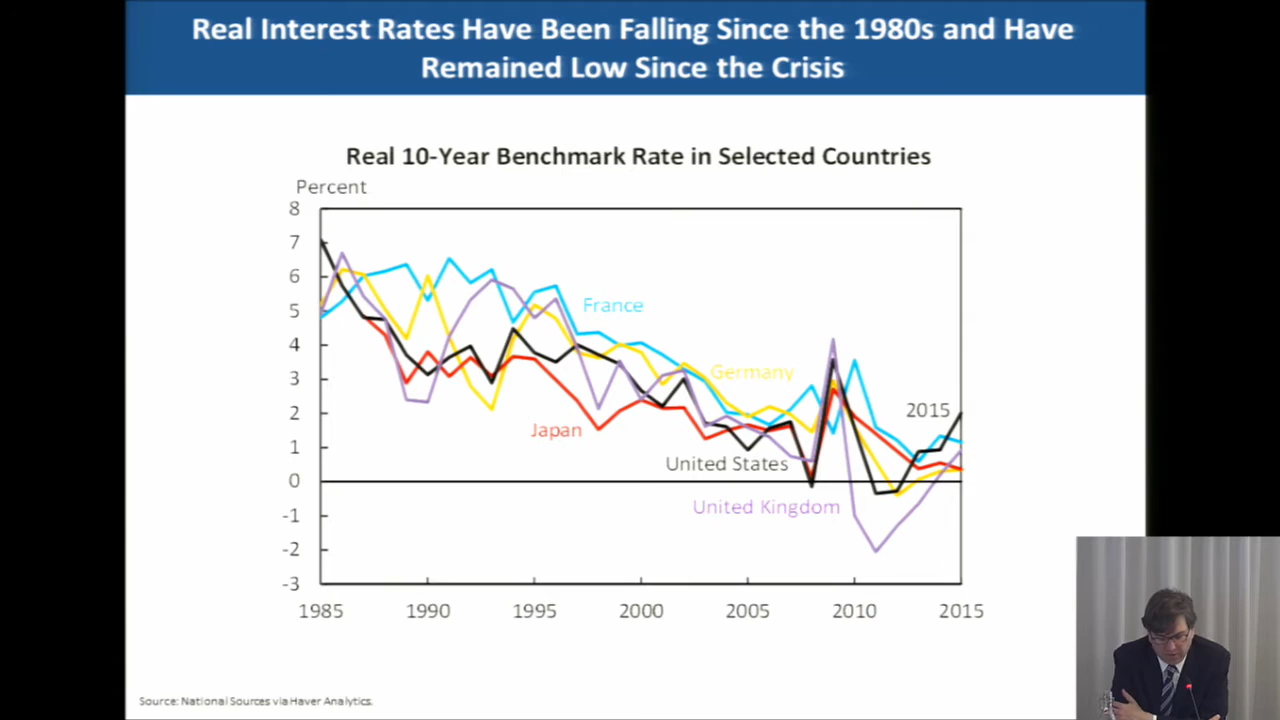 Real Interest Rates Have Been Falling Since the 1980s and Have
Remained Low Since the Crisis
Real 10-Year Benchmark Rate in Selected Countries
Percent
8
7
6
5
4
3
2
1
0
-1
-2
-3
France
Germany
2015
Japan
United States
United Kingdom
1985 1990 1995 2000 2005 2010 2015
Source: National Sources via Haver Analytics.